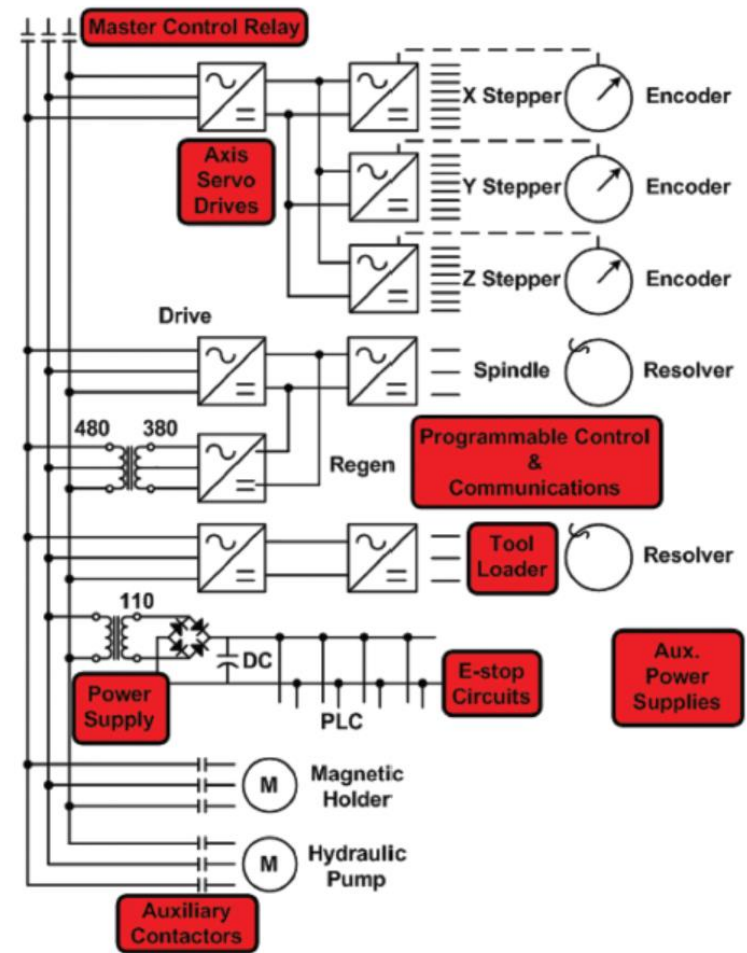 Master Control Relay
X Stepper
Encoder
Axis
Servo
Drives
Y Stepper
Encoder
Z Stepper
Encoder
Drive
Spindle
Resolver
480
380
Regen
Programmable Control
&
Communications
Tool
Loader
Resolver
110
DC
Power
Supply
PLC
E-stop
Circuits
Aux.
Power
Supplies
M
Magnetic
Holder
M
Hydraulic
Pump
Auxiliary
Contactors